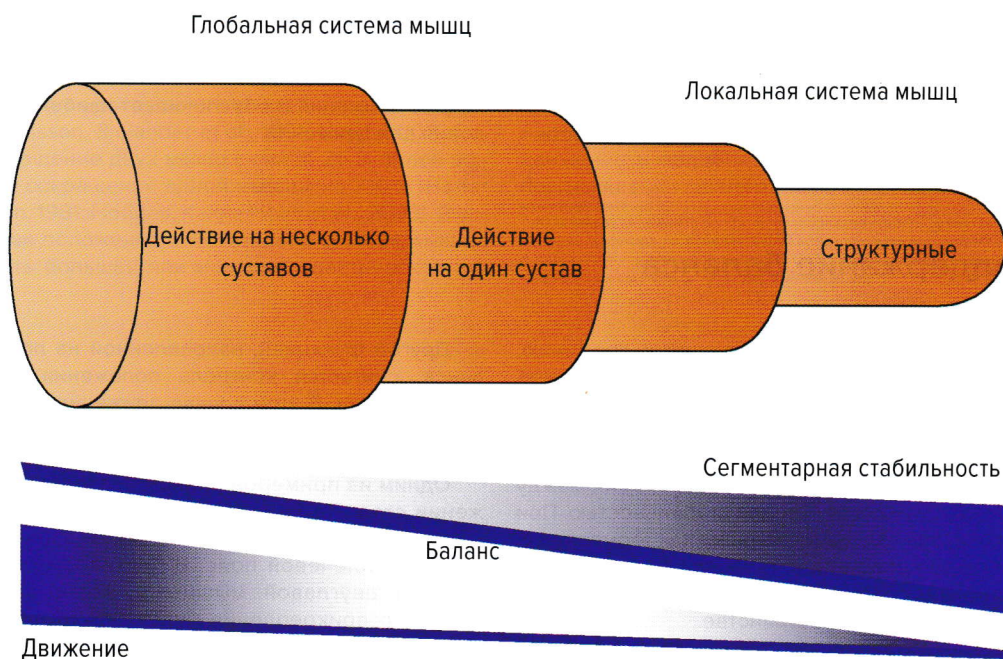 Глобальная система мышц
Локальная система мышц
Действие на несколько
суставов
Действие
на один сустав
Структурные
Сегментарная стабильность
Баланс
Движение